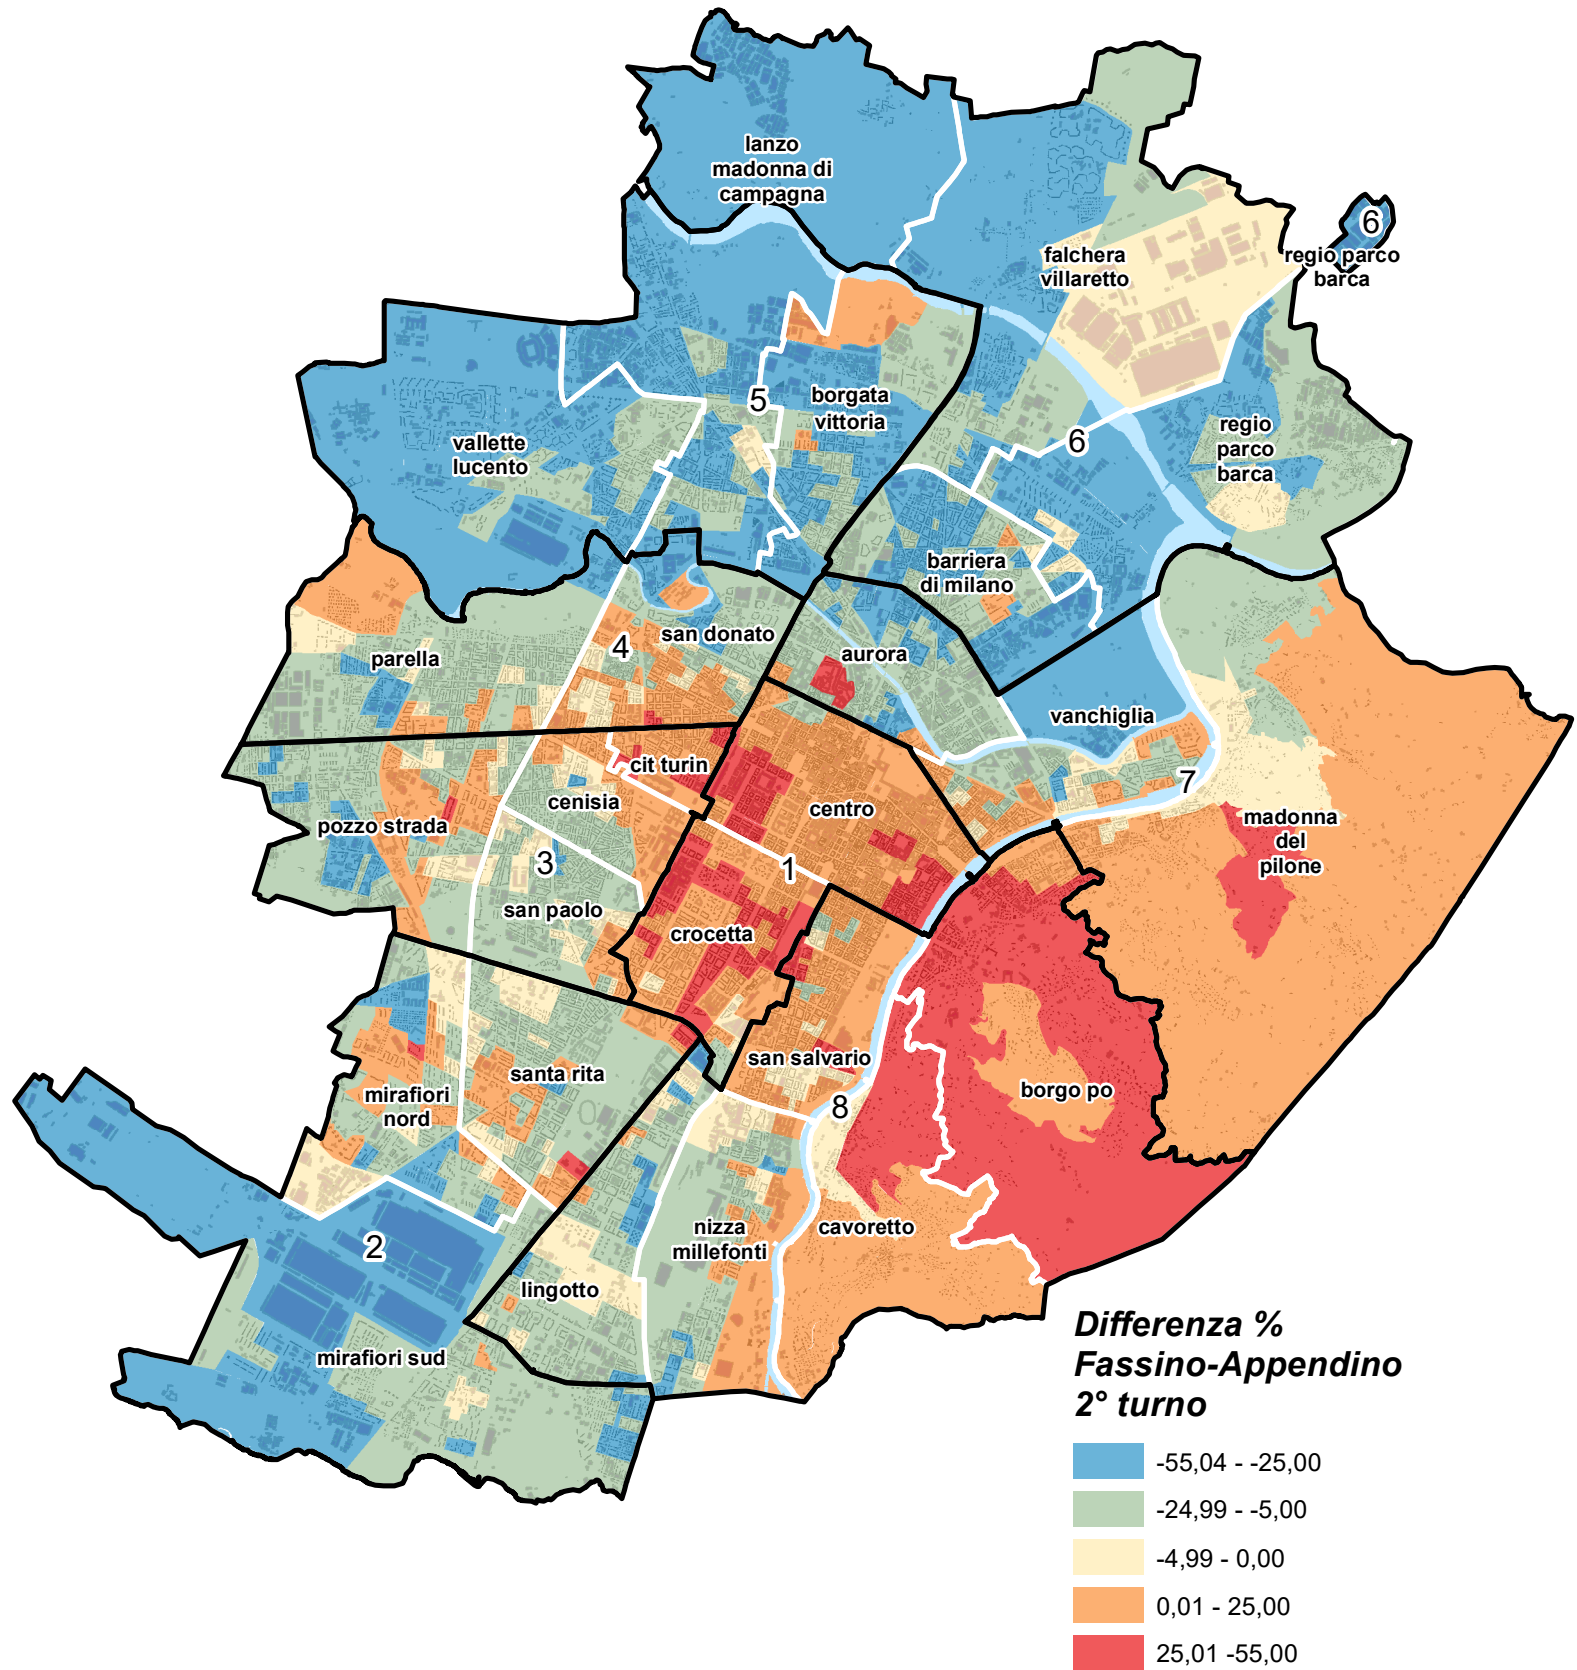 lanzo
madonna di
campagna
6
falchera
villaretto
regio parco
barca
5
borgata
vittoria
vallette
lucento
6
regio
parco
barca
barriera
di milano
4
san donato
parella
aurora
vanchiglia
cit turin
7
cenisia
centro
pozzo strada
madonna
del
pilone
3
1
san paolo
crocetta
san salvario
santa rita
borgo po
mirafiori
nord
8
2
nizza
millefonti
cavoretto
lingotto
mirafiori sud
Differenza %
Fassino-Appendino
2° turno
-55,04 - -25,00
-24,99 - -5,00
-4,99 - 0,00
0,01 - 25,00
25,01 -55,00